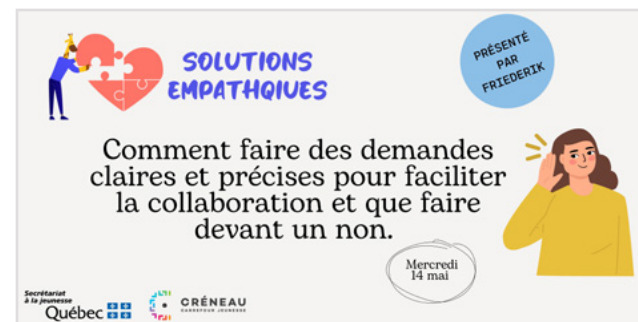 SOLUTIONS
EMPATHQIUES
PRÉSENTÉ
PAR
FRIEDERIK
Comment faire des demandes
claires et précises pour faciliter
la collaboration et que faire
devant un non.
Mercredi
14 mai
Secrétariat
à la jeunesse
Québec
CRÉNEAU
CARREFOUR JEUNESSE